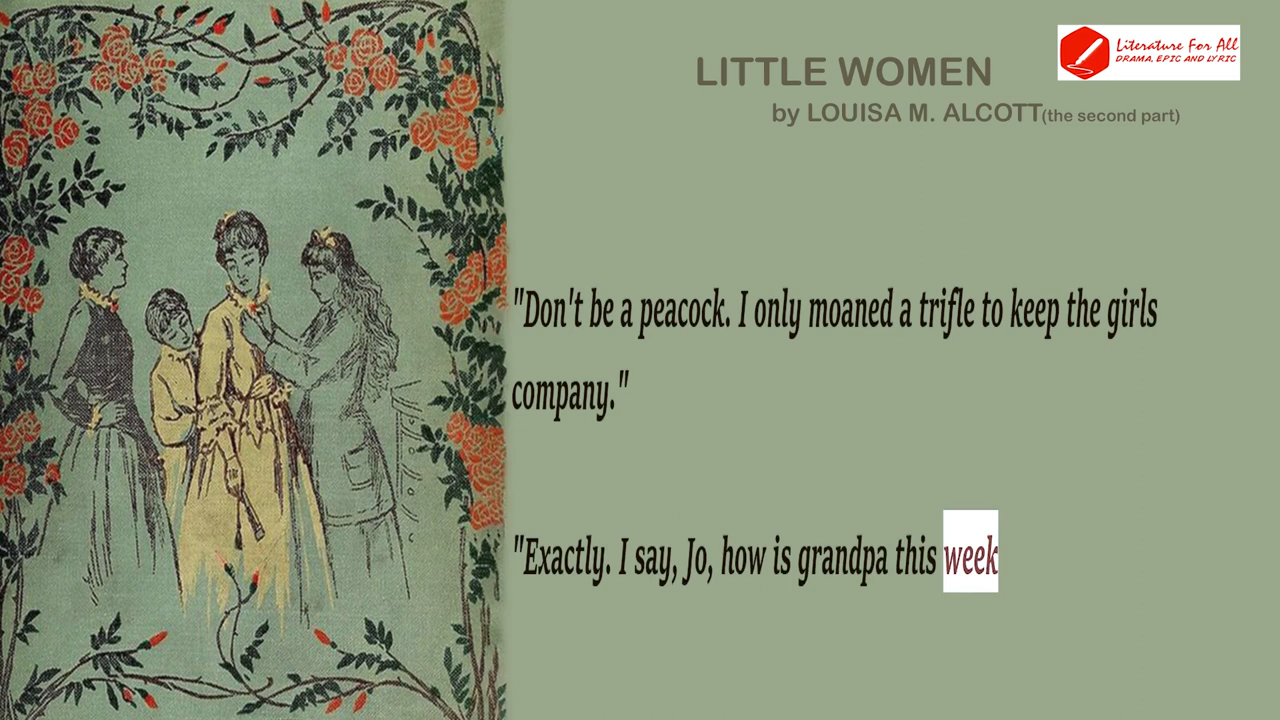 LITTLE WOMEN
by LOUISA M. ALCOTT(the second part)
Literature For All
DRAMA, EPIC AND LYRIC
"Don't be a peacock. I only moaned a trifle to keep the girls
company."
"Exactly. I say, Jo, how is grandpa this week